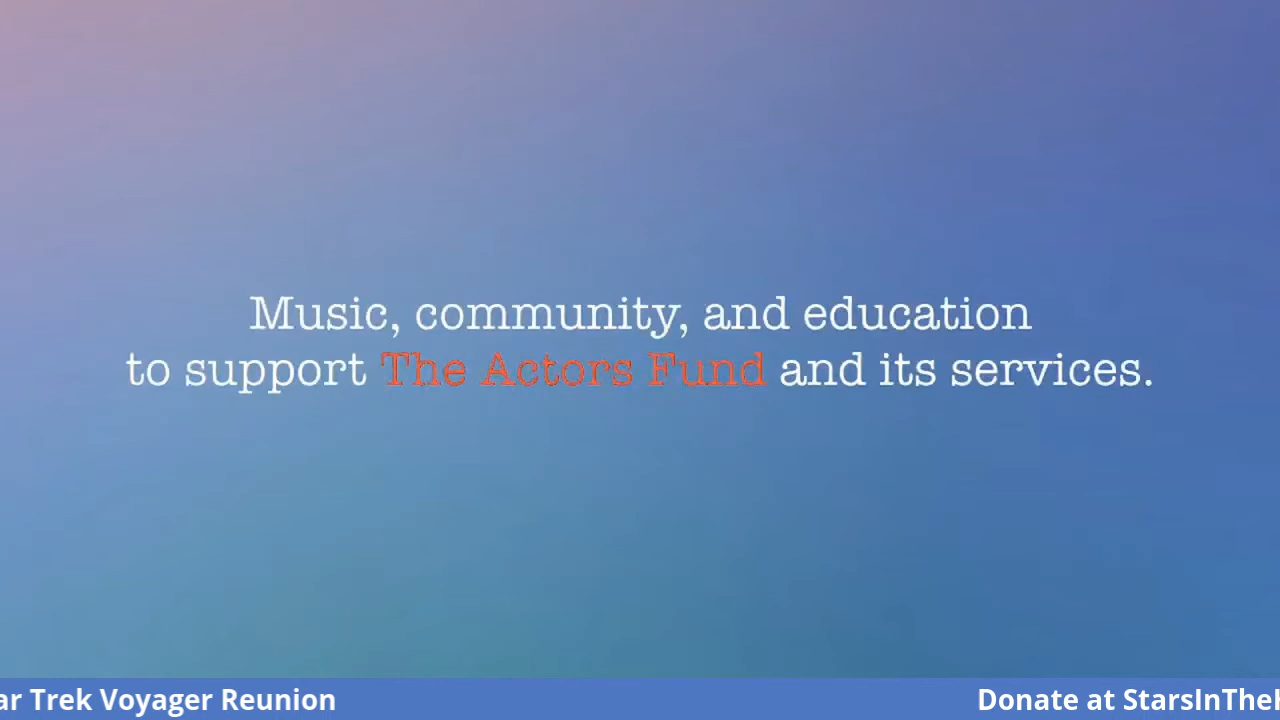 Music, community, and education
to support The Actors Fund and its services.
ar Trek Voyager Reunion
Donate at StarsInThe